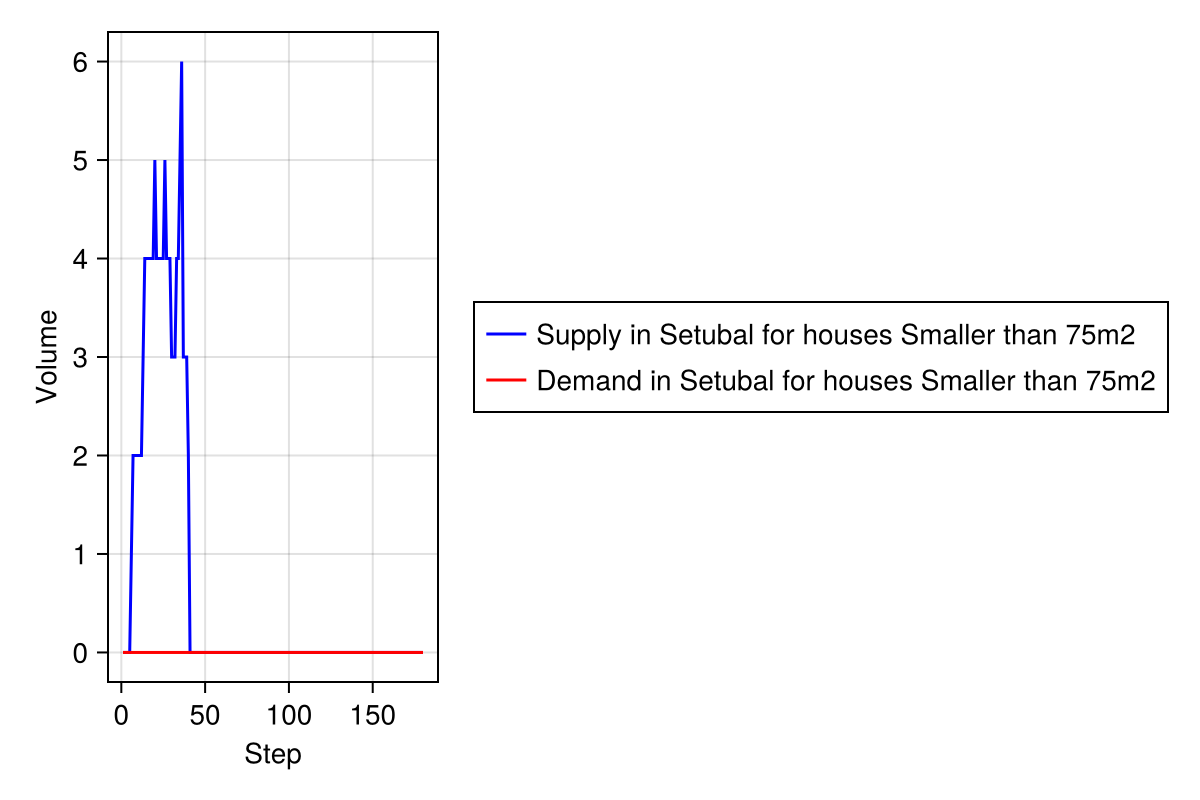 6
5
4
3
2
1
0
Volume
0 50 100 150
Step
Supply in Setubal for houses Smaller than 75m2
Demand in Setubal for houses Smaller than 75m2